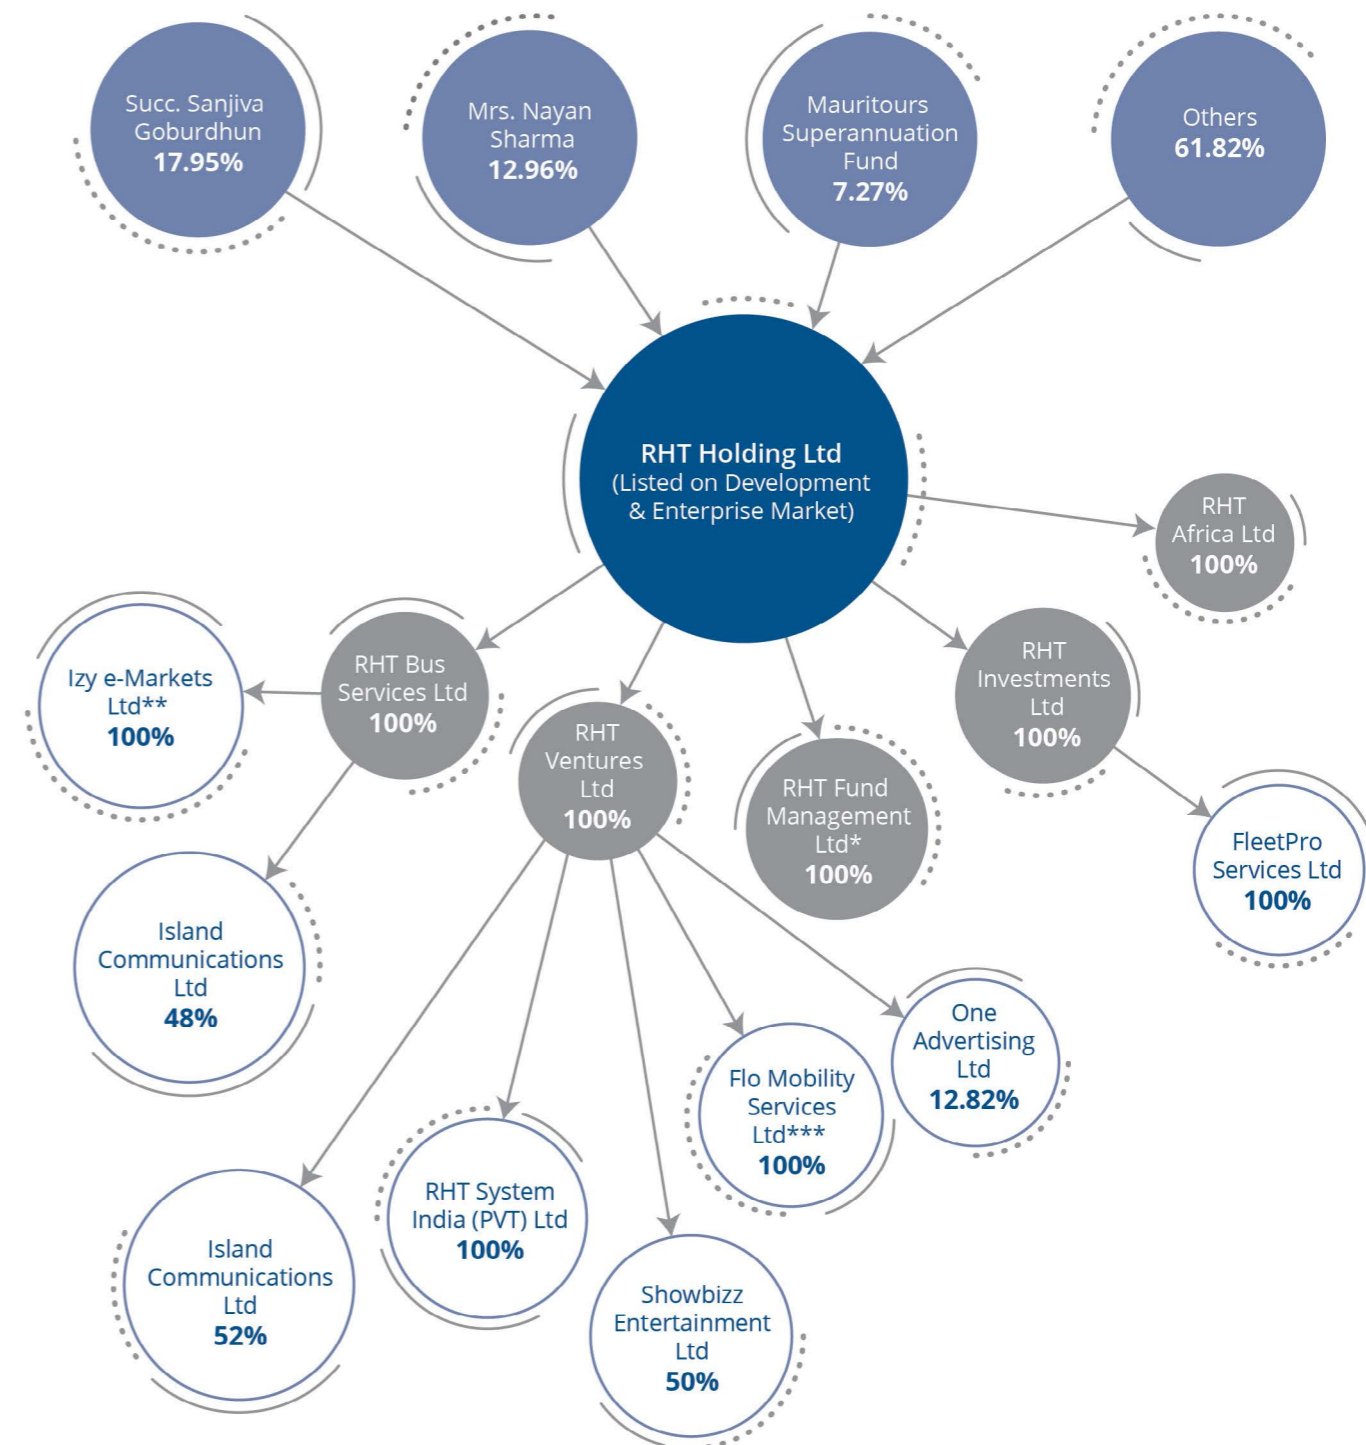 Succ. Sanjiva
Goburdhun
17.95%
Mrs. Nayan
Sharma
12.96%
Mauritours
Superannuation
Fund
7.27%
Others
61.82%
RHT Holding Ltd
(Listed on Development
& Enterprise Market)
RHT
Africa Ltd
100%
Izy e-Markets
Ltd**
100%
RHT Bus
Services Ltd
100%
RHT
Ventures
Ltd
100%
RHT Fund
Management
Ltd*
100%
RHT
Investments
Ltd
100%
FleetPro
Services Ltd
100%
Island
Communications
Ltd
48%
One
Advertising
Ltd
12.82%
Flo Mobility
Services
Ltd***
100%
RHT System
India (PVT) Ltd
100%
Island
Communications
Ltd
52%
Showbizz
Entertainment
Ltd
50%